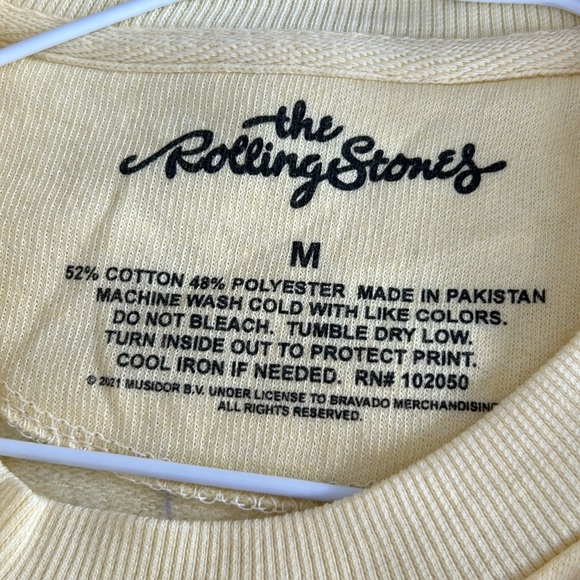 the
Rolling Stones
M
52% COTTON 48% POLYESTER MADE IN PAKISTAN
MACHINE WASH COLD WITH LIKE COLORS.
DO NOT BLEACH. TUMBLE DRY LOW.
TURN INSIDE OUT TO PROTECT PRINT.
COOL IRON IF NEEDED. RN# 102050
© 2021 MUSIDOR B.V. UNDER LICENSE TO BRAVADO MERCHANDISING
ALL RIGHTS RESERVED.